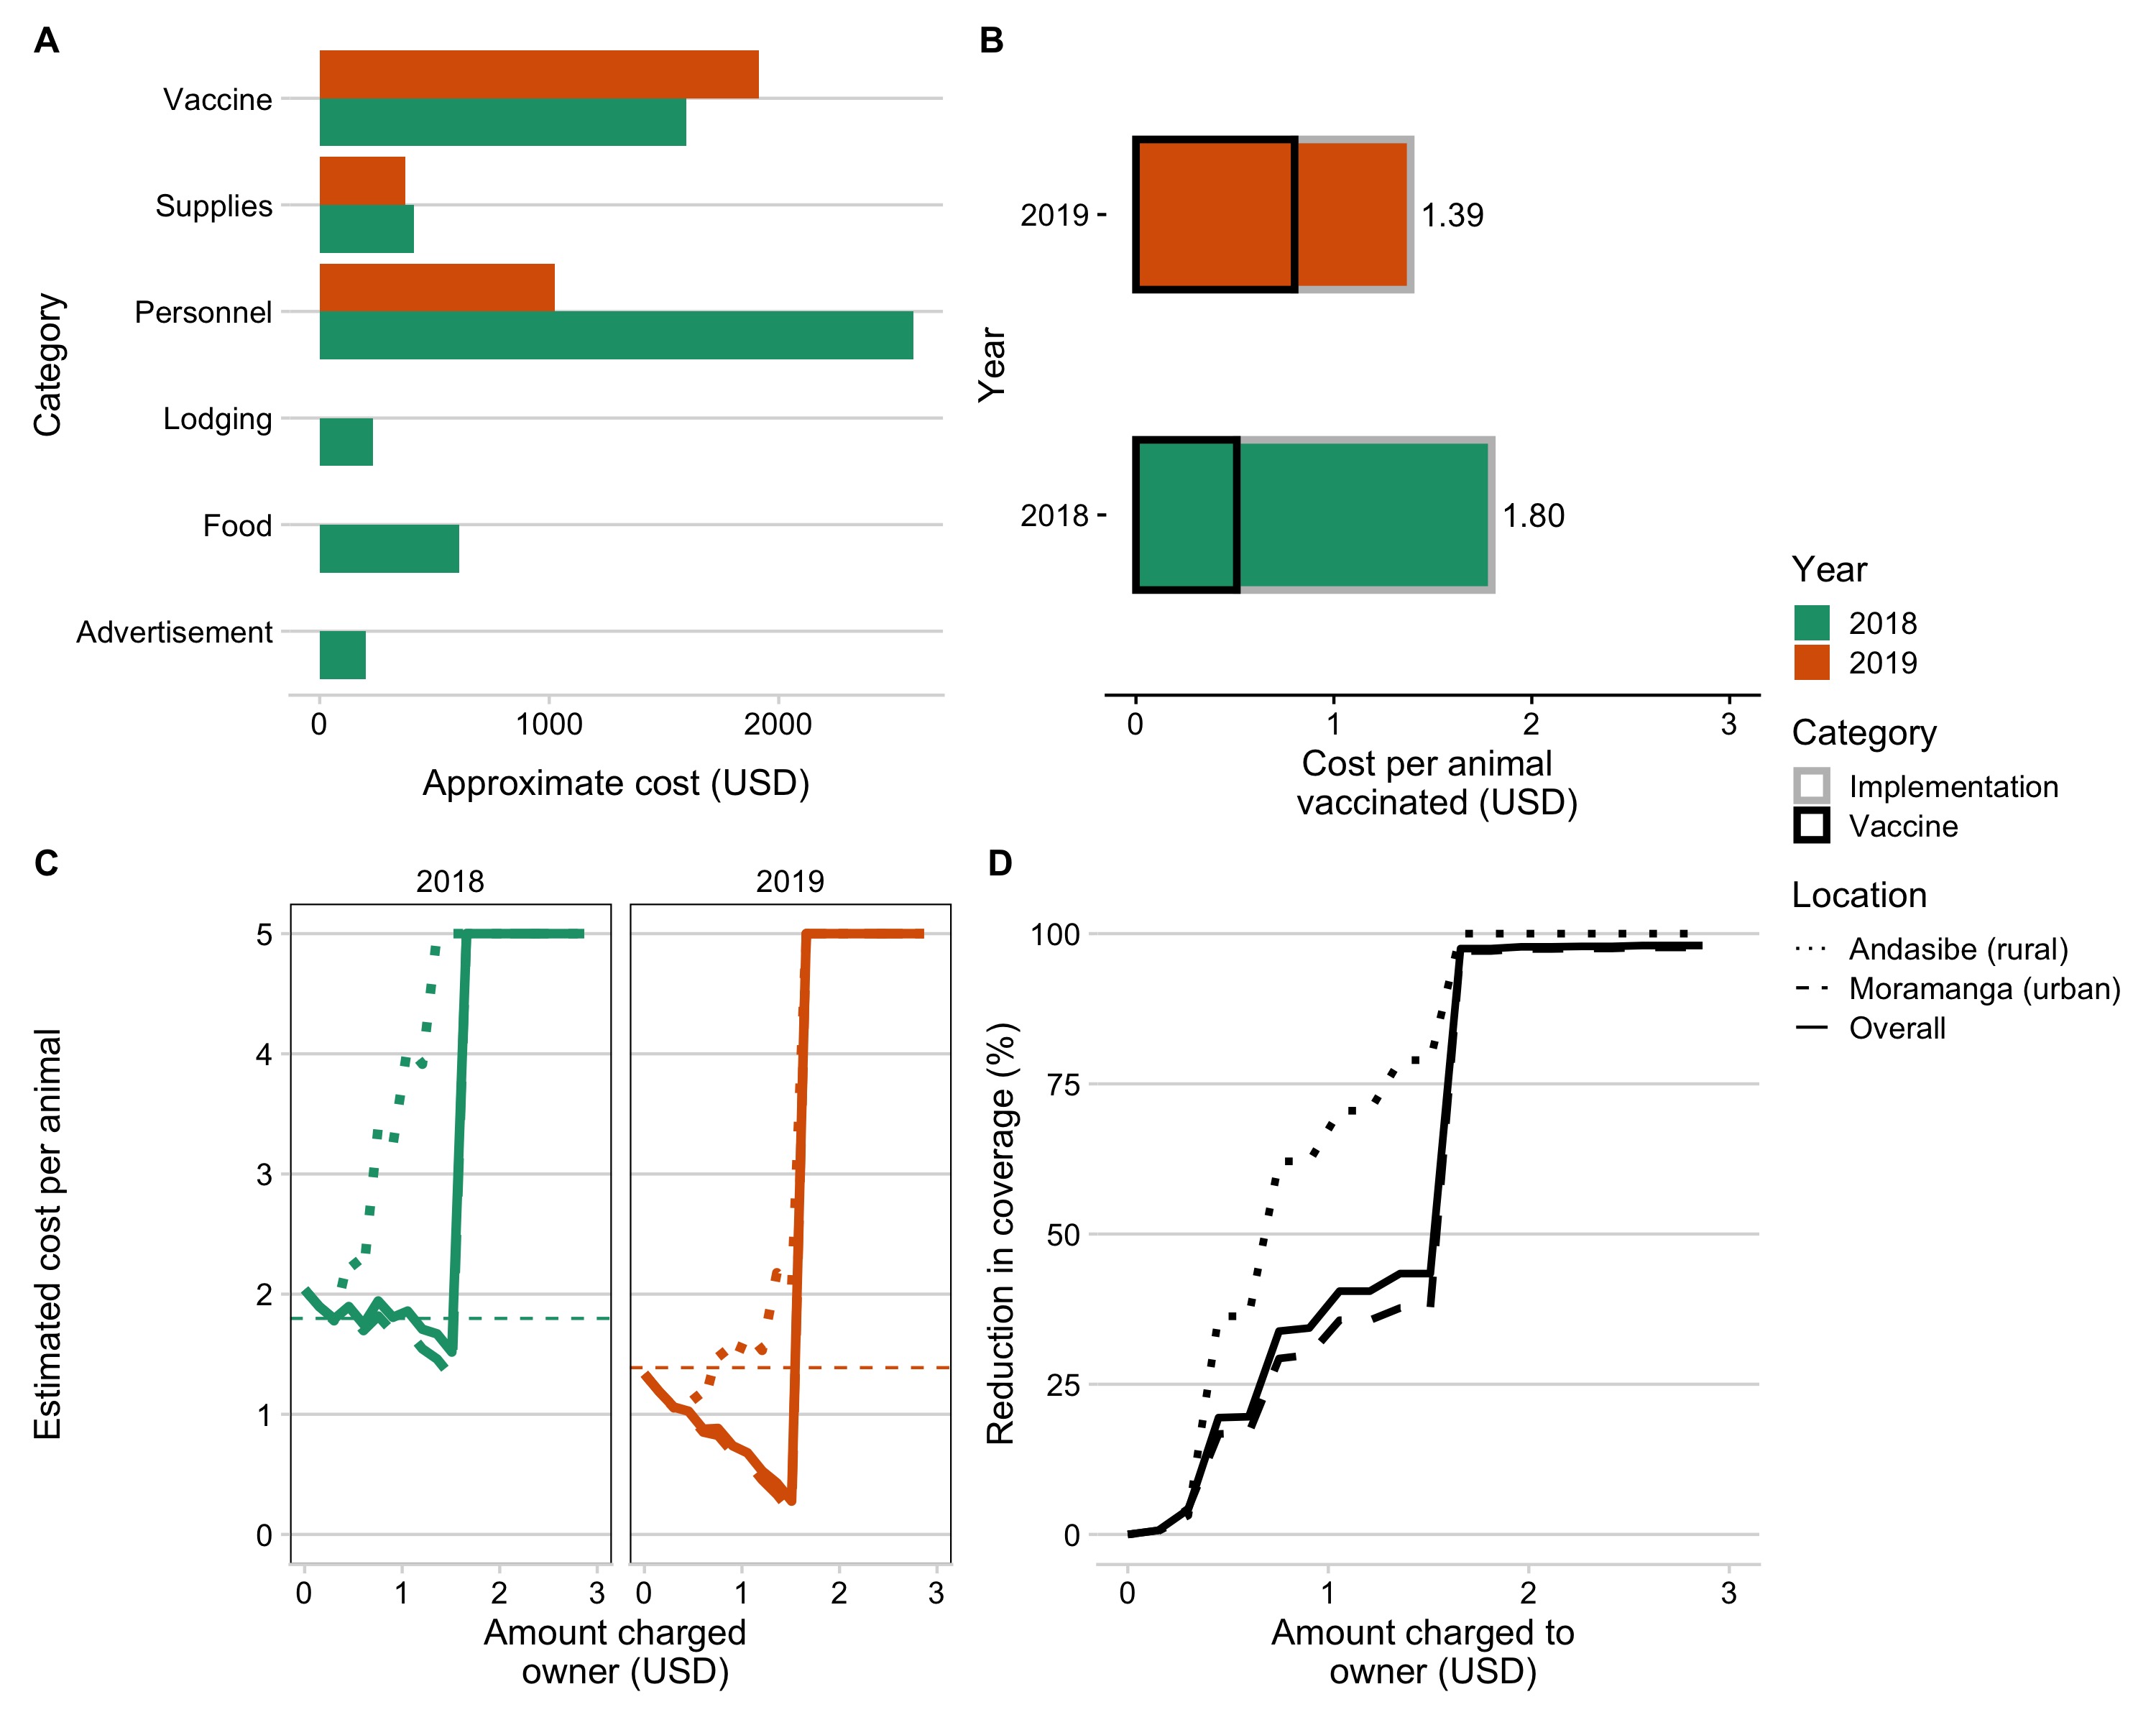 A
Category
Vaccine
Supplies
Personnel
Lodging
Food
Advertisement
0 1000 2000
Approximate cost (USD)
B
Year
2019
1.39
2018
1.80
0 1 2 3
Cost per animal
vaccinated (USD)
Year
2018
2019
Category
Implementation
Vaccine
Location
Andasibe (rural)
Moramanga (urban)
Overall
C
2018 2019
Estimated cost per animal
5
4
3
2
1
0
0 1 2 3 0 1 2 3
Amount charged
owner (USD)
D
Reduction in coverage (%)
100
75
50
25
0
0 1 2 3
Amount charged to
owner (USD)